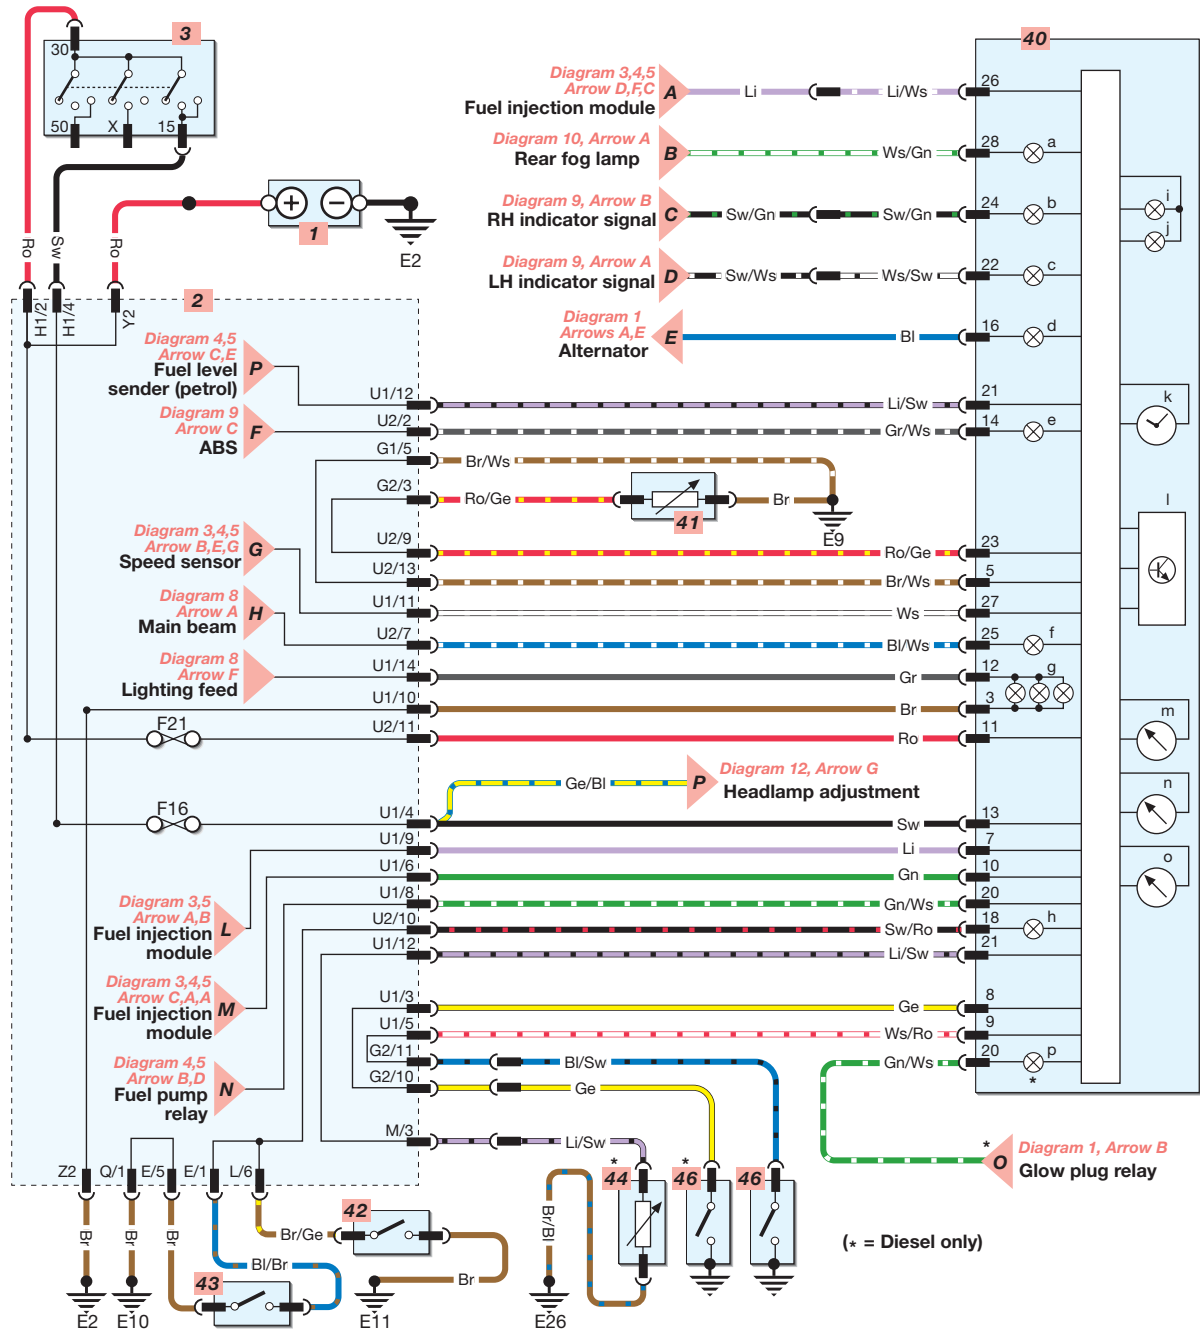 3
30
50
X
15
Ro
Sw
Ro
1
E2
2
H1/2
H1/4
Y2
Diagram 3,4,5
Arrow D,F,C
Fuel injection module
A
Li
Li/Ws
26
Diagram 10, Arrow A
Rear fog lamp
B
Ws/Gn
28
a
Diagram 9, Arrow B
RH indicator signal
C
Sw/Gn
Sw/Gn
24
b
Diagram 9, Arrow A
LH indicator signal
D
Sw/Ws
Ws/Sw
22
c
Diagram 1
Arrows A,E
Alternator
E
Bl
16
d
40
i
j
k
l
m
n
o
Diagram 4,5
Arrow C,E
Fuel level
sender (petrol)
P
U1/12
Li/Sw
21
Diagram 9
Arrow C
ABS
F
U2/2
Gr/Ws
14
e
G1/5
Br/Ws
G2/3
Ro/Ge
41
Br
E9
U2/9
Ro/Ge
23
Diagram 3,4,5
Arrow B,E,G
Speed sensor
G
U2/13
Br/Ws
5
U1/11
Ws
27
Diagram 8
Arrow A
Main beam
H
U2/7
Bl/Ws
25
f
Diagram 8
Arrow F
Lighting feed
U1/14
Gr
12
g
U1/10
Br
3
F21
U2/11
Ro
11
Ge/Bl
P
Diagram 12, Arrow G
Headlamp adjustment
F16
U1/4
Sw
13
U1/9
Li
7
U1/6
Gn
10
U1/8
Gn/Ws
20
U2/10
Sw/Ro
18
h
U1/12
Li/Sw
21
Diagram 3,5
Arrow A,B
Fuel injection
module
L
Diagram 3,4,5
Arrow C,A,A
Fuel injection
module
M
U1/3
Ge
8
U1/5
Ws/Ro
9
G2/11
Bl/Sw
Gn/Ws
20
p
*
G2/10
Ge
Diagram 4,5
Arrow B,D
Fuel pump
relay
N
M/3
Li/Sw
*
O
Diagram 1, Arrow B
Glow plug relay
Z2
Q/1
E/5
E/1
L/6
*
44
*
46
46
Br
Br
Br
Bl/Br
Br/Ge
42
Br
Br/Bl
43
(* = Diesel only)
E2
E10
E11
E26